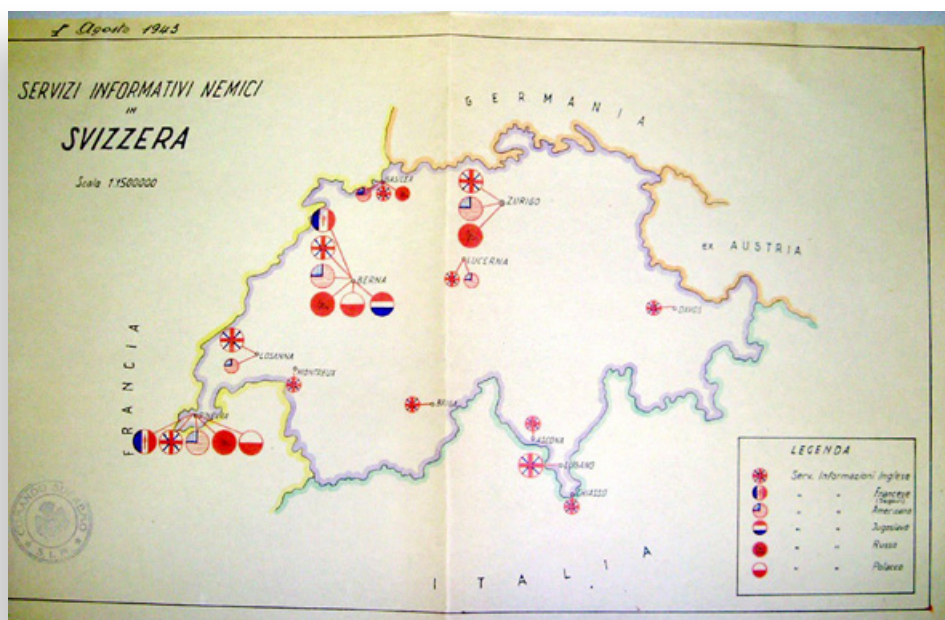 1° Agosto 1943
SERVIZI INFORMATIVI NEMICI
IN
SVIZZERA
Scala 1:1500000
GERMANIA
BASILEA
ZURIGO
LUCERNA
ex AUSTRIA
BERNA
DAVOS
FRANCIA
LOSANNA
MONTREUX
BRIGA
GINEVRA
ASCONA
LUGANO
CHIASSO
ITALIA
LEGENDA
Serv. Informazioni Inglese
" " Francese
" " Americano
" " Jugoslavo
" " Russo
" " Polacco
S.I.M.